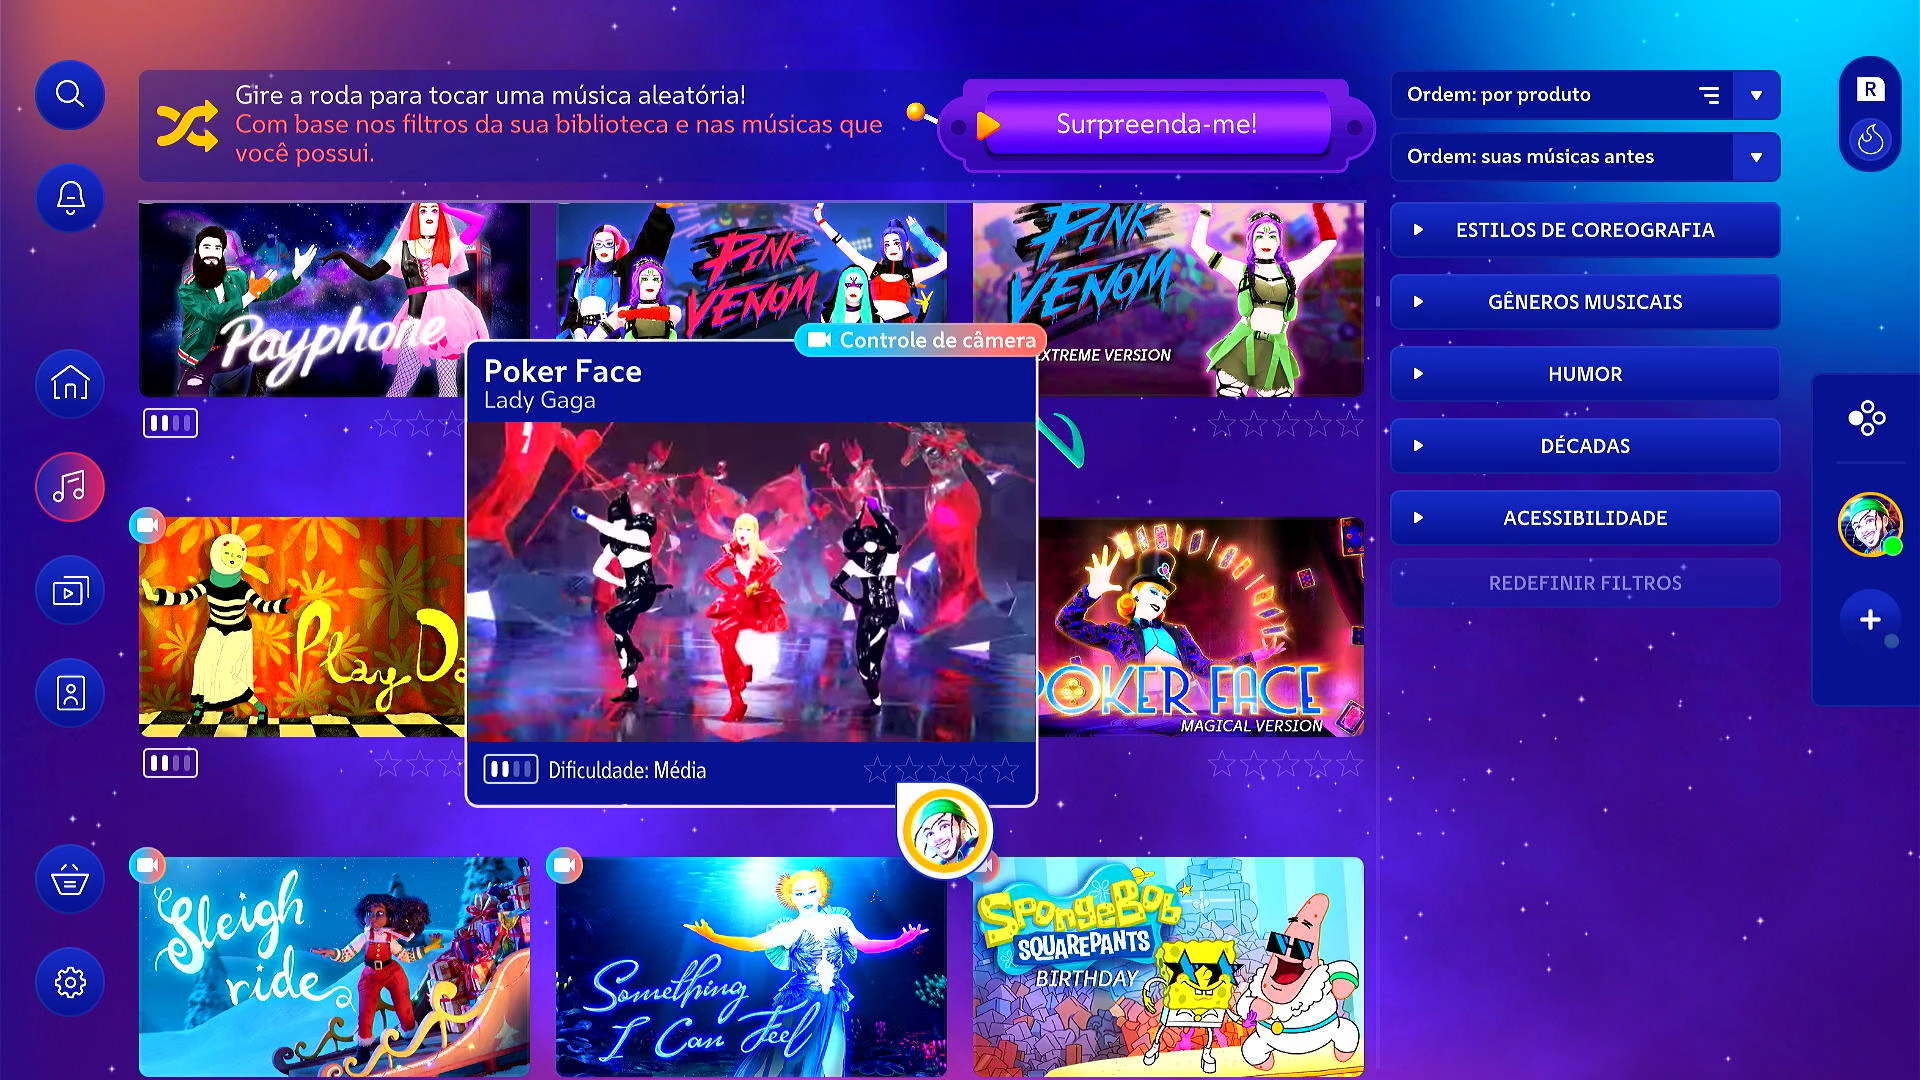 Gire a roda para tocar uma música aleatória!
Com base nos filtros da sua biblioteca e nas músicas que
você possui.
Surpreenda-me!
Ordem: por produto
Ordem: suas músicas antes
R
Payphone
PINK
VENOM
PINK
VENOM
EXTREME VERSION
Controle de câmera
Poker Face
Lady Gaga
Dificuldade: Média
Play Da
POKER FACE
MAGICAL VERSION
Sleigh
ride
Something
I Can Feel
SPONGEBOB
SQUAREPANTS
BIRTHDAY
ESTILOS DE COREOGRAFIA
GÊNEROS MUSICAIS
HUMOR
DÉCADAS
ACESSIBILIDADE
REDEFINIR FILTROS